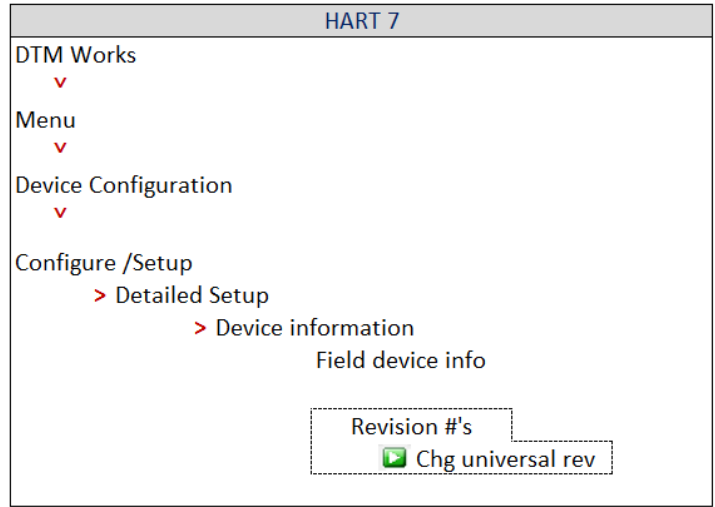 HART 7
DTM Works
˅
Menu
˅
Device Configuration
˅
Configure /Setup
> Detailed Setup
> Device information
Field device info
Revision #'s
Chg universal rev